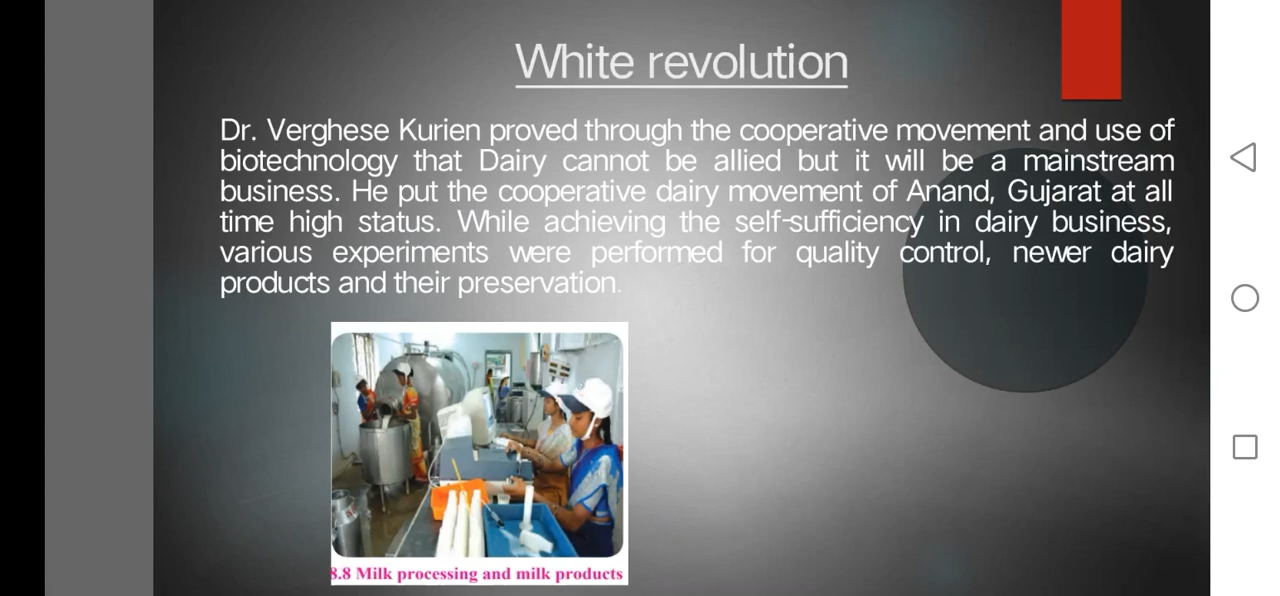 White revolution
Dr. Verghese Kurien proved through the cooperative movement and use of
biotechnology that Dairy cannot be allied but it will be a mainstream
business. He put the cooperative dairy movement of Anand, Gujarat at all
time high status. While achieving the self-sufficiency in dairy business,
various experiments were performed for quality control, newer dairy
products and their preservation.
8.8 Milk processing and milk products